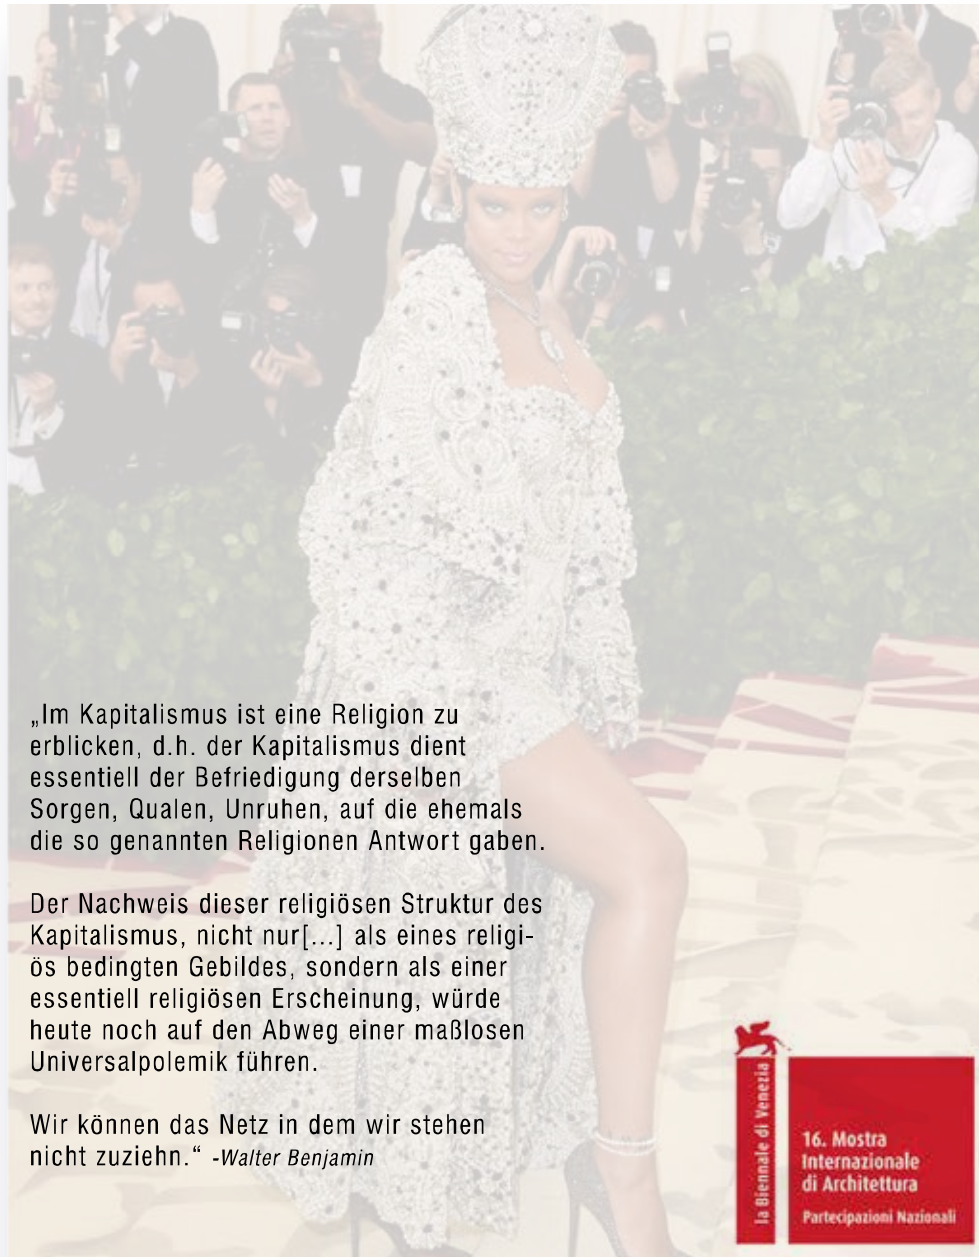 „Im Kapitalismus ist eine Religion zu
erblicken, d.h. der Kapitalismus dient
essentiell der Befriedigung derselben
Sorgen, Qualen, Unruhen, auf die ehemals
die so genannten Religionen Antwort gaben.
Der Nachweis dieser religiösen Struktur des
Kapitalismus, nicht nur[...] als eines religi-
ös bedingten Gebildes, sondern als einer
essentiell religiösen Erscheinung, würde
heute noch auf den Abweg einer maßlosen
Universalpolemik führen.
Wir können das Netz in dem wir stehen
nicht zuziehn.“ -Walter Benjamin
la Biennale di Venezia
16. Mostra
Internazionale
di Architettura
Partecipazioni Nazionali